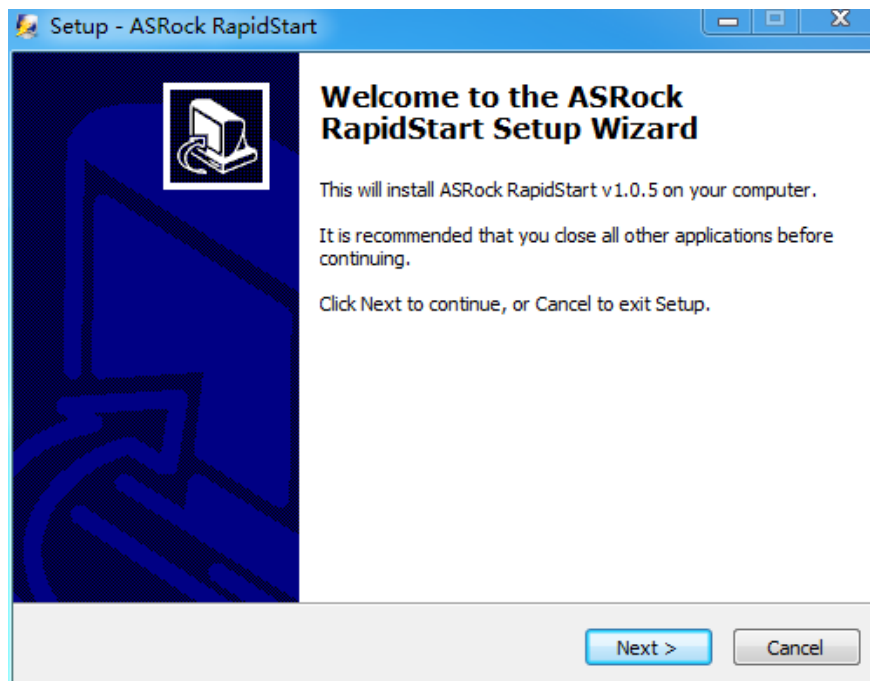 Setup - ASRock RapidStart
Welcome to the ASRock
RapidStart Setup Wizard
This will install ASRock RapidStart v1.0.5 on your computer.
It is recommended that you close all other applications before
continuing.
Click Next to continue, or Cancel to exit Setup.
Next >
Cancel